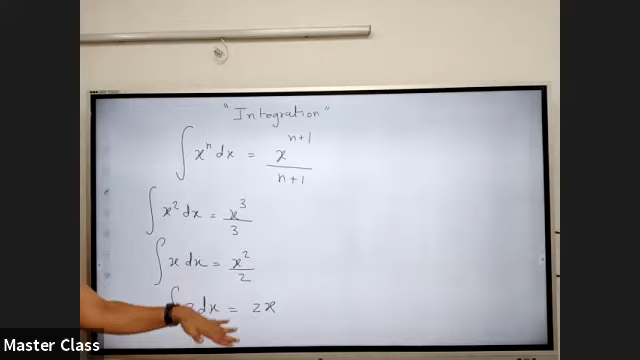 "Integration"
∫ xⁿ dx = xⁿ⁺¹ / n+1
∫ x² dx = x³ / 3
∫ x dx = x² / 2
∫ dx = 2x
Master Class